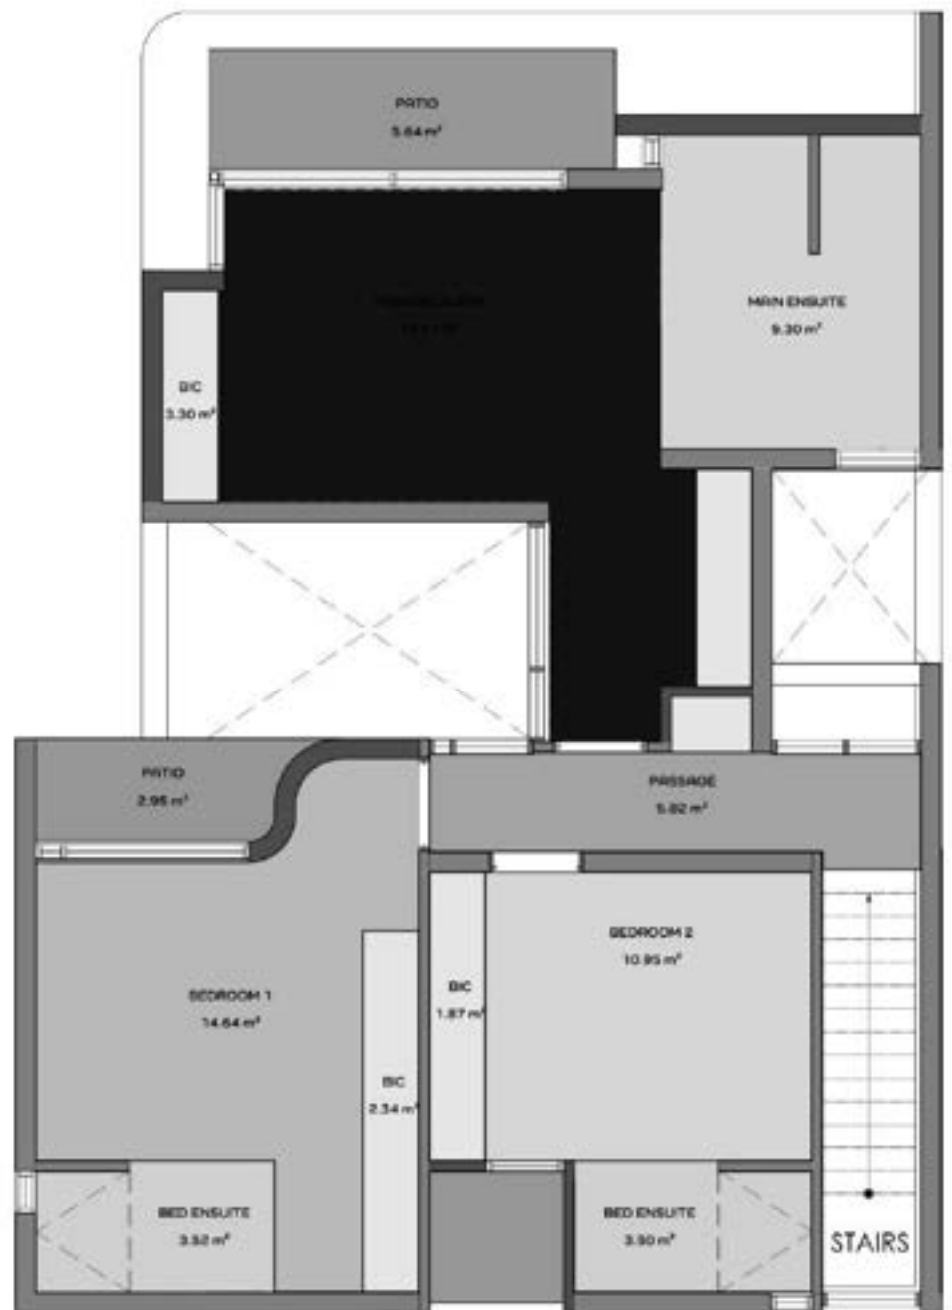 PATIO
5.64 m²
MAIN ENSUITE
9.30 m²
BIC
3.30 m²
PATIO
2.95 m²
PASSAGE
5.82 m²
BEDROOM 2
10.95 m²
BIC
1.87 m²
BEDROOM 1
14.64 m²
BIC
2.34 m²
BED ENSUITE
3.52 m²
BED ENSUITE
3.50 m²
STAIRS